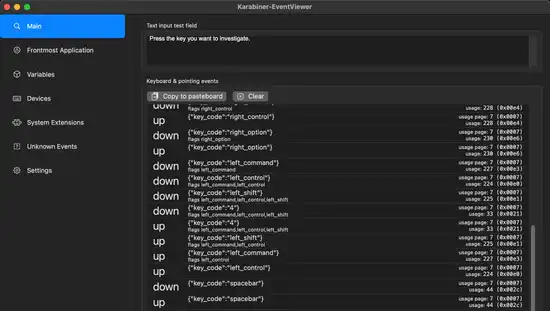 Karabiner-EventViewer
Main
Frontmost Application
Variables
Devices
System Extensions
Unknown Events
Settings
Text input test field
Press the key you want to investigate.
Keyboard & pointing events
Copy to pasteboard Clear
down flags right_control usage: 228 (0x00e4)
up {"key_code":"right_control"} usage page: 7 (0x0007)
usage: 228 (0x00e4)
down {"key_code":"right_option"} usage page: 7 (0x0007)
flags right_option usage: 230 (0x00e6)
up {"key_code":"right_option"} usage page: 7 (0x0007)
usage: 230 (0x00e6)
down {"key_code":"left_command"} usage page: 7 (0x0007)
flags left_command usage: 227 (0x00e3)
down {"key_code":"left_control"} usage page: 7 (0x0007)
flags left_command,left_control usage: 224 (0x00e0)
down {"key_code":"left_shift"} usage page: 7 (0x0007)
flags left_command,left_control,left_shift usage: 225 (0x00e1)
down {"key_code":"4"} usage page: 7 (0x0007)
flags left_command,left_control,left_shift usage: 33 (0x0021)
up {"key_code":"4"} usage page: 7 (0x0007)
flags left_command,left_control,left_shift usage: 33 (0x0021)
up {"key_code":"left_shift"} usage page: 7 (0x0007)
flags left_command,left_control usage: 225 (0x00e1)
up {"key_code":"left_command"} usage page: 7 (0x0007)
flags left_control usage: 227 (0x00e3)
up {"key_code":"left_control"} usage page: 7 (0x0007)
usage: 224 (0x00e0)
down {"key_code":"spacebar"} usage page: 7 (0x0007)
usage: 44 (0x002c)
up {"key_code":"spacebar"} usage page: 7 (0x0007)
usage: 44 (0x002c)